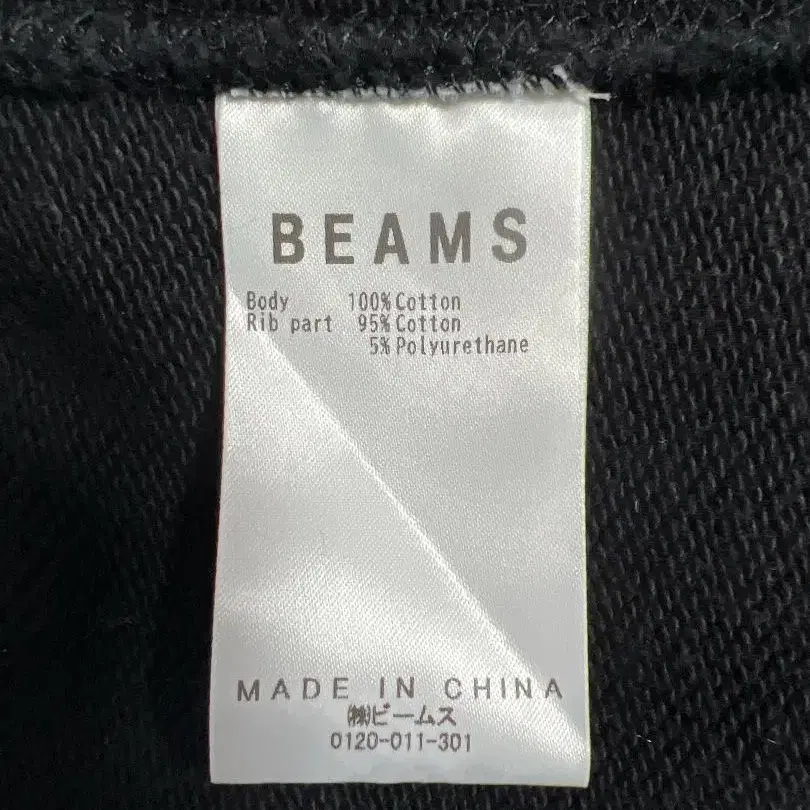 BEAMS
Body 100%Cotton
Rib part 95%Cotton
5%Polyurethane
MADE IN CHINA
㈱ビームス
0120-011-301